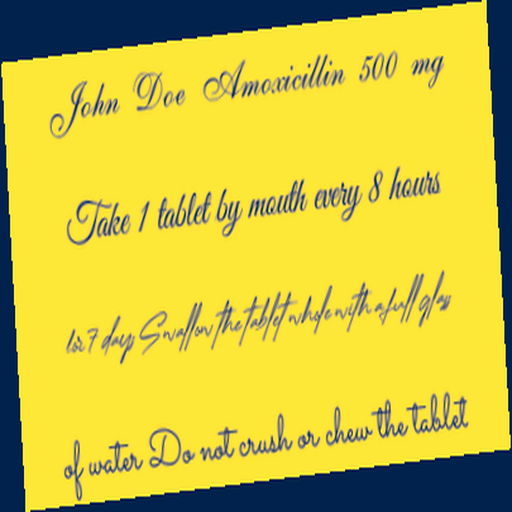 John Doe Amoxicillin 500 mg
Take 1 tablet by mouth every 8 hours
for 7 days Swallow the tablet whole with a full glass
of water Do not crush or chew the tablet